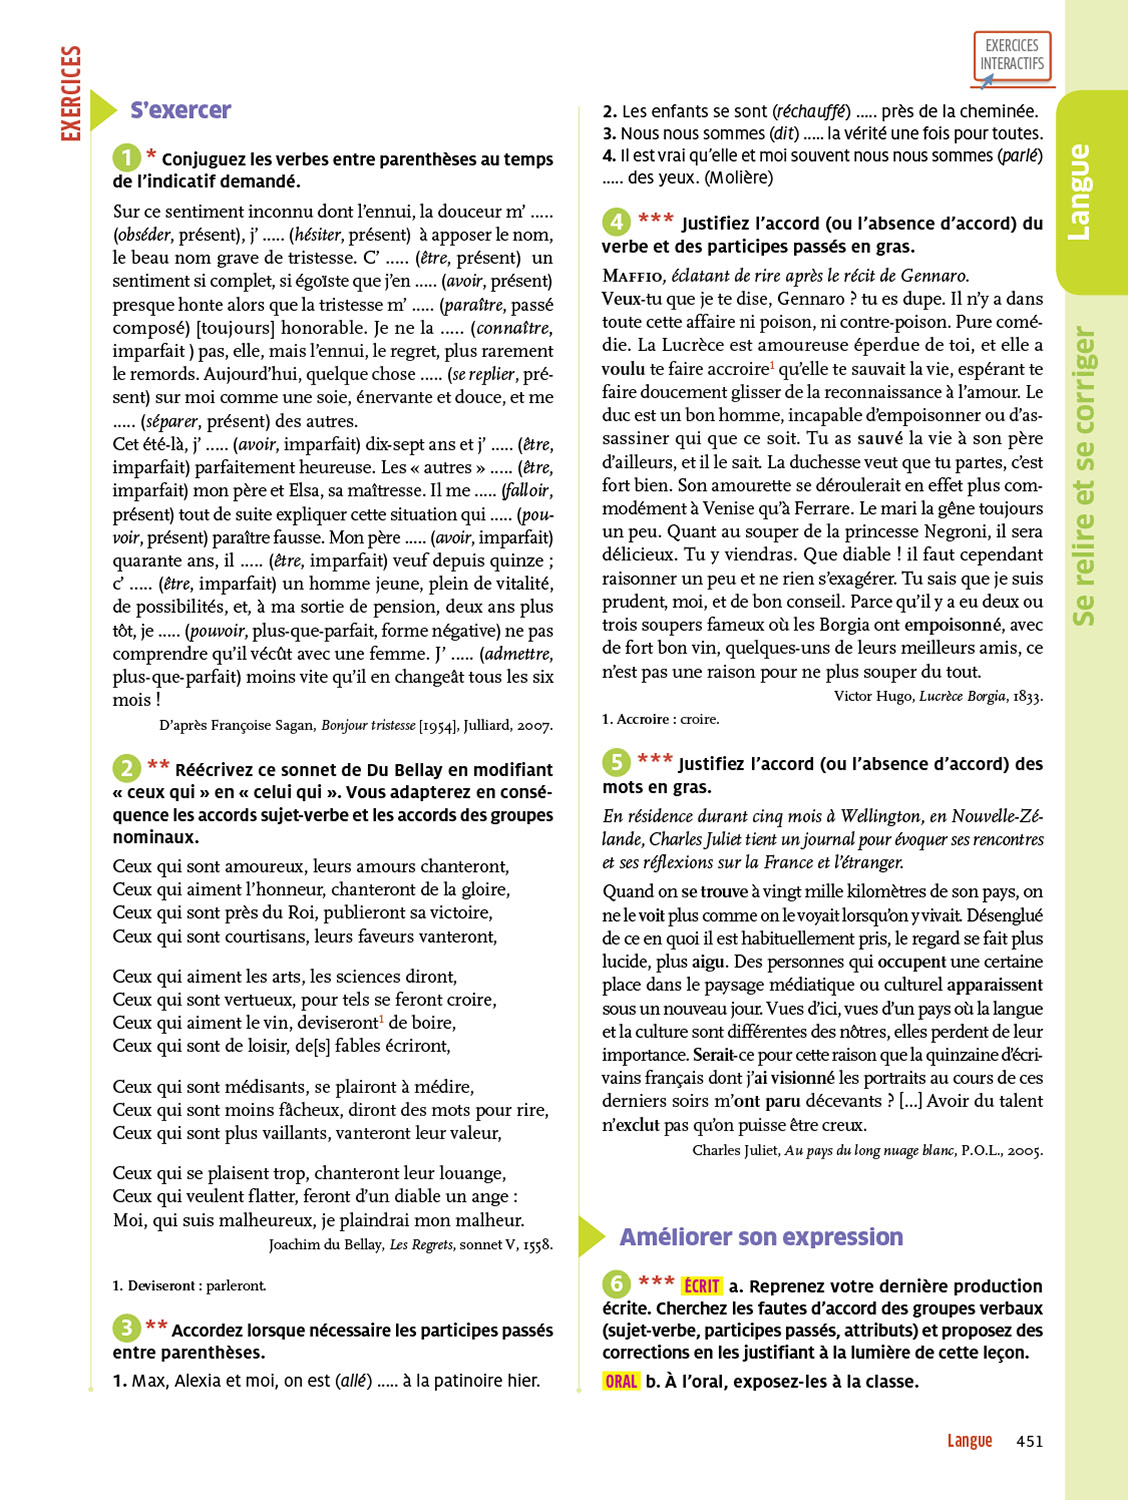 EXERCICES
EXERCICES
INTERACTIFS
S'exercer
1 * Conjuguez les verbes entre parenthèses au temps
de l'indicatif demandé.
Sur ce sentiment inconnu dont l'ennui, la douceur m' .....
(obséder, présent), j' ..... (hésiter, présent) à apposer le nom,
le beau nom grave de tristesse. C' ..... (être, présent) un
sentiment si complet, si égoïste que j'en ..... (avoir, présent)
presque honte alors que la tristesse m' ..... (paraître, passé
composé) [toujours] honorable. Je ne la ..... (connaître,
imparfait ) pas, elle, mais l'ennui, le regret, plus rarement
le remords. Aujourd'hui, quelque chose ..... (se replier, pré-
sent) sur moi comme une soie, énervante et douce, et me
..... (séparer, présent) des autres.
Cet été-là, j' ..... (avoir, imparfait) dix-sept ans et j' ..... (être,
imparfait) parfaitement heureuse. Les « autres » ..... (être,
imparfait) mon père et Elsa, sa maîtresse. Il me ..... (falloir,
présent) tout de suite expliquer cette situation qui ..... (pou-
voir, présent) paraître fausse. Mon père ..... (avoir, imparfait)
quarante ans, il ..... (être, imparfait) veuf depuis quinze ;
c' ..... (être, imparfait) un homme jeune, plein de vitalité,
de possibilités, et, à ma sortie de pension, deux ans plus
tôt, je ..... (pouvoir, plus-que-parfait, forme négative) ne pas
comprendre qu'il vécût avec une femme. J' ..... (admettre,
plus-que-parfait) moins vite qu'il en changeât tous les six
mois !
D'après Françoise Sagan, Bonjour tristesse [1954], Julliard, 2007.
2 ** Réécrivez ce sonnet de Du Bellay en modifiant
« ceux qui » en « celui qui ». Vous adapterez en consé-
quence les accords sujet-verbe et les accords des groupes
nominaux.
Ceux qui sont amoureux, leurs amours chanteront,
Ceux qui aiment l'honneur, chanteront de la gloire,
Ceux qui sont près du Roi, publieront sa victoire,
Ceux qui sont courtisans, leurs faveurs vanteront,
Ceux qui aiment les arts, les sciences diront,
Ceux qui sont vertueux, pour tels se feront croire,
Ceux qui aiment le vin, deviseront1 de boire,
Ceux qui sont de loisir, de[s] fables écriront,
Ceux qui sont médisants, se plairont à médire,
Ceux qui sont moins fâcheux, diront des mots pour rire,
Ceux qui sont plus vaillants, vanteront leur valeur,
Ceux qui se plaisent trop, chanteront leur louange,
Ceux qui veulent flatter, feront d'un diable un ange :
Moi, qui suis malheureux, je plaindrai mon malheur.
Joachim du Bellay, Les Regrets, sonnet V, 1558.
1. Deviseront : parleront.
3 ** Accordez lorsque nécessaire les participes passés
entre parenthèses.
1. Max, Alexia et moi, on est (allé) ..... à la patinoire hier.
2. Les enfants se sont (réchauffé) ..... près de la cheminée.
3. Nous nous sommes (dit) ..... la vérité une fois pour toutes.
4. Il est vrai qu'elle et moi souvent nous nous sommes (parlé)
..... des yeux. (Molière)
4 *** Justifiez l'accord (ou l'absence d'accord) du
verbe et des participes passés en gras.
MAFFIO, éclatant de rire après le récit de Gennaro.
Veux-tu que je te dise, Gennaro ? tu es dupe. Il n'y a dans
toute cette affaire ni poison, ni contre-poison. Pure comé-
die. La Lucrèce est amoureuse éperdue de toi, et elle a
voulu te faire accroire1 qu'elle te sauvait la vie, espérant te
faire doucement glisser de la reconnaissance à l'amour. Le
duc est un bon homme, incapable d'empoisonner ou d'as-
sassiner qui que ce soit. Tu as sauvé la vie à son père
d'ailleurs, et il le sait. La duchesse veut que tu partes, c'est
fort bien. Son amourette se déroulerait en effet plus com-
modément à Venise qu'à Ferrare. Le mari la gêne toujours
un peu. Quant au souper de la princesse Negroni, il sera
délicieux. Tu y viendras. Que diable ! il faut cependant
raisonner un peu et ne rien s'exagérer. Tu sais que je suis
prudent, moi, et de bon conseil. Parce qu'il y a eu deux ou
trois soupers fameux où les Borgia ont empoisonné, avec
de fort bon vin, quelques-uns de leurs meilleurs amis, ce
n'est pas une raison pour ne plus souper du tout.
Victor Hugo, Lucrèce Borgia, 1833.
1. Accroire : croire.
5 *** Justifiez l'accord (ou l'absence d'accord) des
mots en gras.
En résidence durant cinq mois à Wellington, en Nouvelle-Zé-
lande, Charles Juliet tient un journal pour évoquer ses rencontres
et ses réflexions sur la France et l'étranger.
Quand on se trouve à vingt mille kilomètres de son pays, on
ne le voit plus comme on le voyait lorsqu'on y vivait. Désenglué
de ce en quoi il est habituellement pris, le regard se fait plus
lucide, plus aigu. Des personnes qui occupent une certaine
place dans le paysage médiatique ou culturel apparaissent
sous un nouveau jour. Vues d'ici, vues d'un pays où la langue
et la culture sont différentes des nôtres, elles perdent de leur
importance. Serait-ce pour cette raison que la quinzaine d'écri-
vains français dont j'ai visionné les portraits au cours de ces
derniers soirs m'ont paru décevants ? [...] Avoir du talent
n'exclut pas qu'on puisse être creux.
Charles Juliet, Au pays du long nuage blanc, P.O.L., 2005.
Améliorer son expression
6 *** ÉCRIT a. Reprenez votre dernière production
écrite. Cherchez les fautes d'accord des groupes verbaux
(sujet-verbe, participes passés, attributs) et proposez des
corrections en les justifiant à la lumière de cette leçon.
ORAL b. À l'oral, exposez-les à la classe.
Langue
Se relire et se corriger
Langue 451